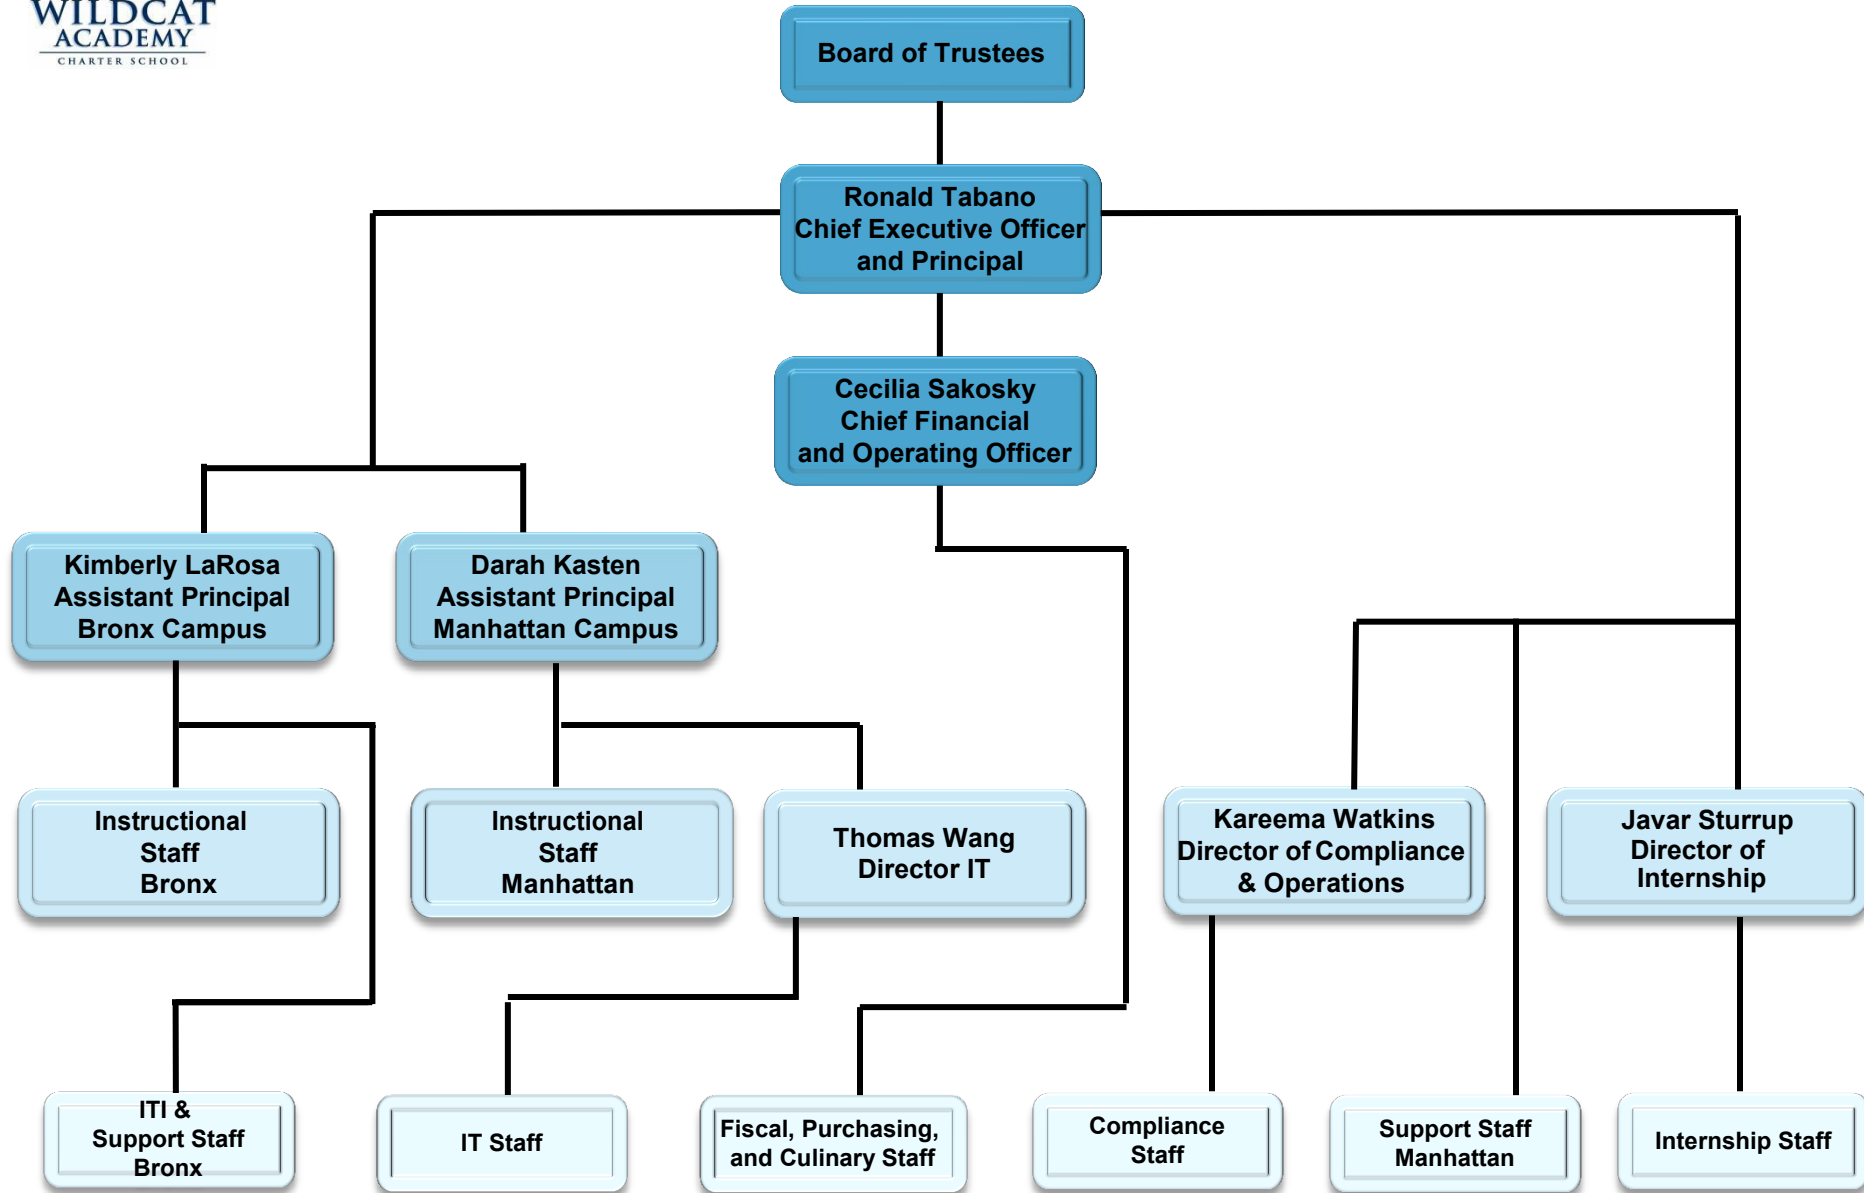 WILDCAT
ACADEMY
CHARTER SCHOOL
Board of Trustees
Ronald Tabano
Chief Executive Officer
and Principal
Cecilia Sakosky
Chief Financial
and Operating Officer
Kimberly LaRosa
Assistant Principal
Bronx Campus
Darah Kasten
Assistant Principal
Manhattan Campus
Instructional
Staff
Bronx
Instructional
Staff
Manhattan
Thomas Wang
Director IT
Kareema Watkins
Director of Compliance
& Operations
Javar Sturrup
Director of
Internship
ITI &
Support Staff
Bronx
IT Staff
Fiscal, Purchasing,
and Culinary Staff
Compliance
Staff
Support Staff
Manhattan
Internship Staff